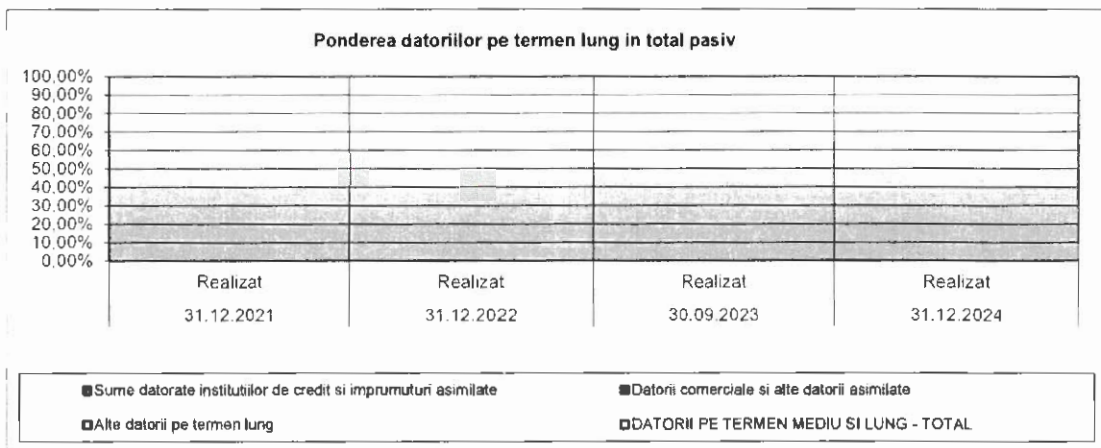 Ponderea datoriilor pe termen lung in total pasiv
100,00%
90,00%
80,00%
70,00%
60,00%
50,00%
40,00%
30,00%
20,00%
10,00%
0,00%
Realizat Realizat Realizat Realizat
31.12.2021 31.12.2022 30.09.2023 31.12.2024
Sume datorate institutiilor de credit si imprumuturi asimilate Datorii comerciale si alte datorii asimilate
Alte datorii pe termen lung DATORII PE TERMEN MEDIU SI LUNG - TOTAL